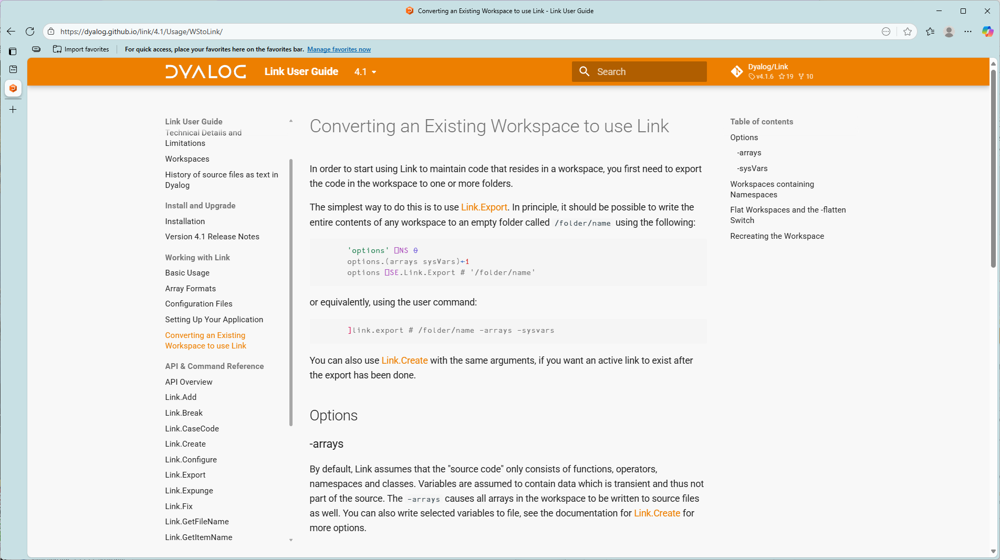 Converting an Existing Workspace to use Link - Link User Guide
https://dyalog.github.io/link/4.1/Usage/WStoLink/
Import favorites
For quick access, place your favorites here on the favorites bar. Manage favorites now
DYALOG
Link User Guide
4.1
Search
Dyalog/Link
v4.1.6 19 10
Link User Guide
Technical Details and
Limitations
Workspaces
History of source files as text in
Dyalog
Install and Upgrade
Installation
Version 4.1 Release Notes
Working with Link
Basic Usage
Array Formats
Configuration Files
Setting Up Your Application
Converting an Existing
Workspace to use Link
API & Command Reference
API Overview
Link.Add
Link.Break
Link.CaseCode
Link.Create
Link.Configure
Link.Export
Link.Expunge
Link.Fix
Link.GetFileName
Link.GetItemName
Converting an Existing Workspace to use Link
In order to start using Link to maintain code that resides in a workspace, you first need to export
the code in the workspace to one or more folders.
The simplest way to do this is to use Link.Export. In principle, it should be possible to write the
entire contents of any workspace to an empty folder called /folder/name using the following:
'options' ⎕NS ⍬
options.(arrays sysVars)←1
options ⎕SE.Link.Export # '/folder/name'
or equivalently, using the user command:
]link.export # /folder/name -arrays -sysvars
You can also use Link.Create with the same arguments, if you want an active link to exist after
the export has been done.
Options
-arrays
By default, Link assumes that the "source code" only consists of functions, operators,
namespaces and classes. Variables are assumed to contain data which is transient and thus not
part of the source. The -arrays causes all arrays in the workspace to be written to source files
as well. You can also write selected variables to file, see the documentation for Link.Create for
more options.
Table of contents
Options
-arrays
-sysVars
Workspaces containing
Namespaces
Flat Workspaces and the -flatten
Switch
Recreating the Workspace